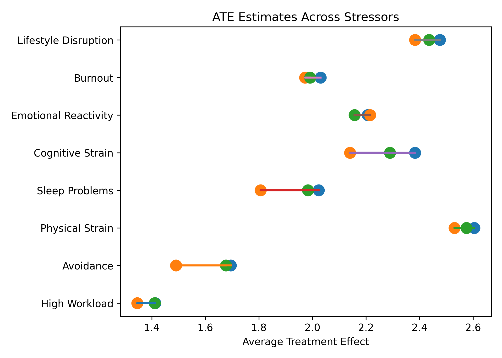 ATE Estimates Across Stressors
Lifestyle Disruption
Burnout
Emotional Reactivity
Cognitive Strain
Sleep Problems
Physical Strain
Avoidance
High Workload
1.4 1.6 1.8 2.0 2.2 2.4 2.6
Average Treatment Effect